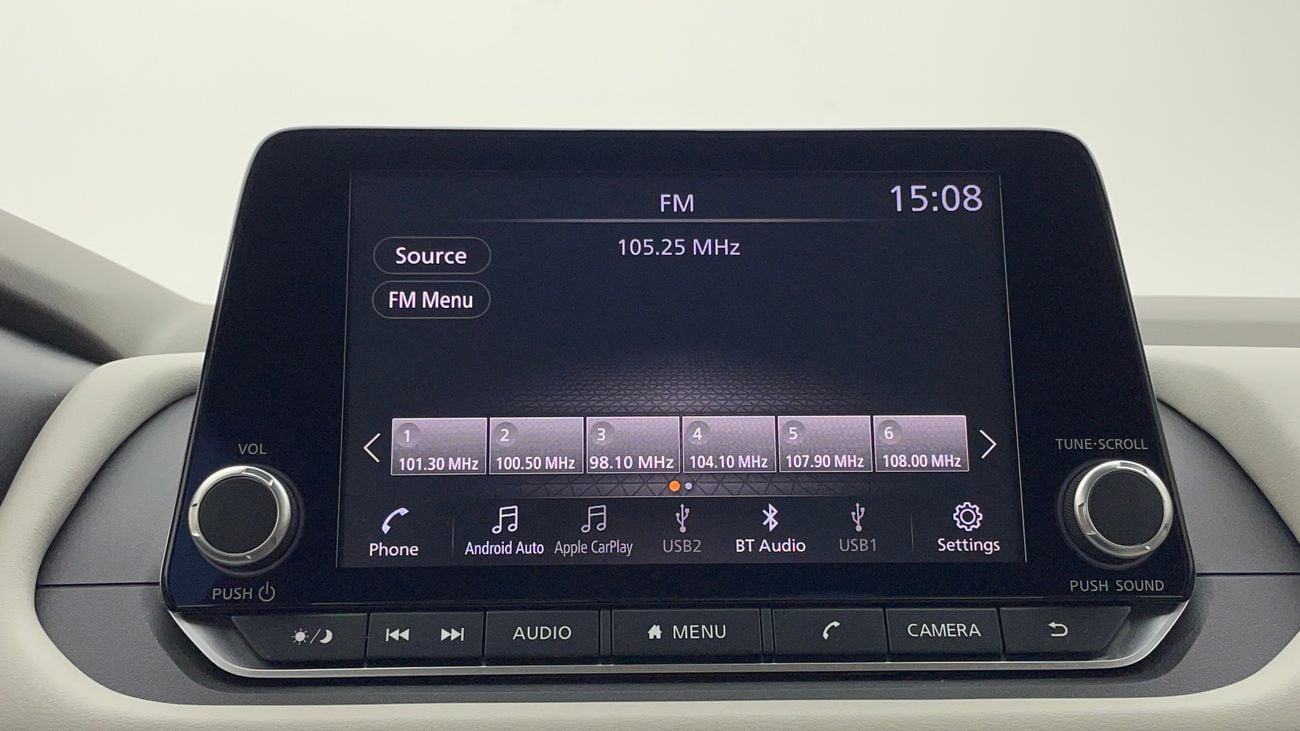 FM
15:08
105.25 MHz
Source
FM Menu
1
101.30 MHz
2
100.50 MHz
3
98.10 MHz
4
104.10 MHz
5
107.90 MHz
6
108.00 MHz
VOL
TUNE·SCROLL
Phone
Android Auto
Apple CarPlay
USB2
BT Audio
USB1
Settings
PUSH
PUSH SOUND
AUDIO
MENU
CAMERA